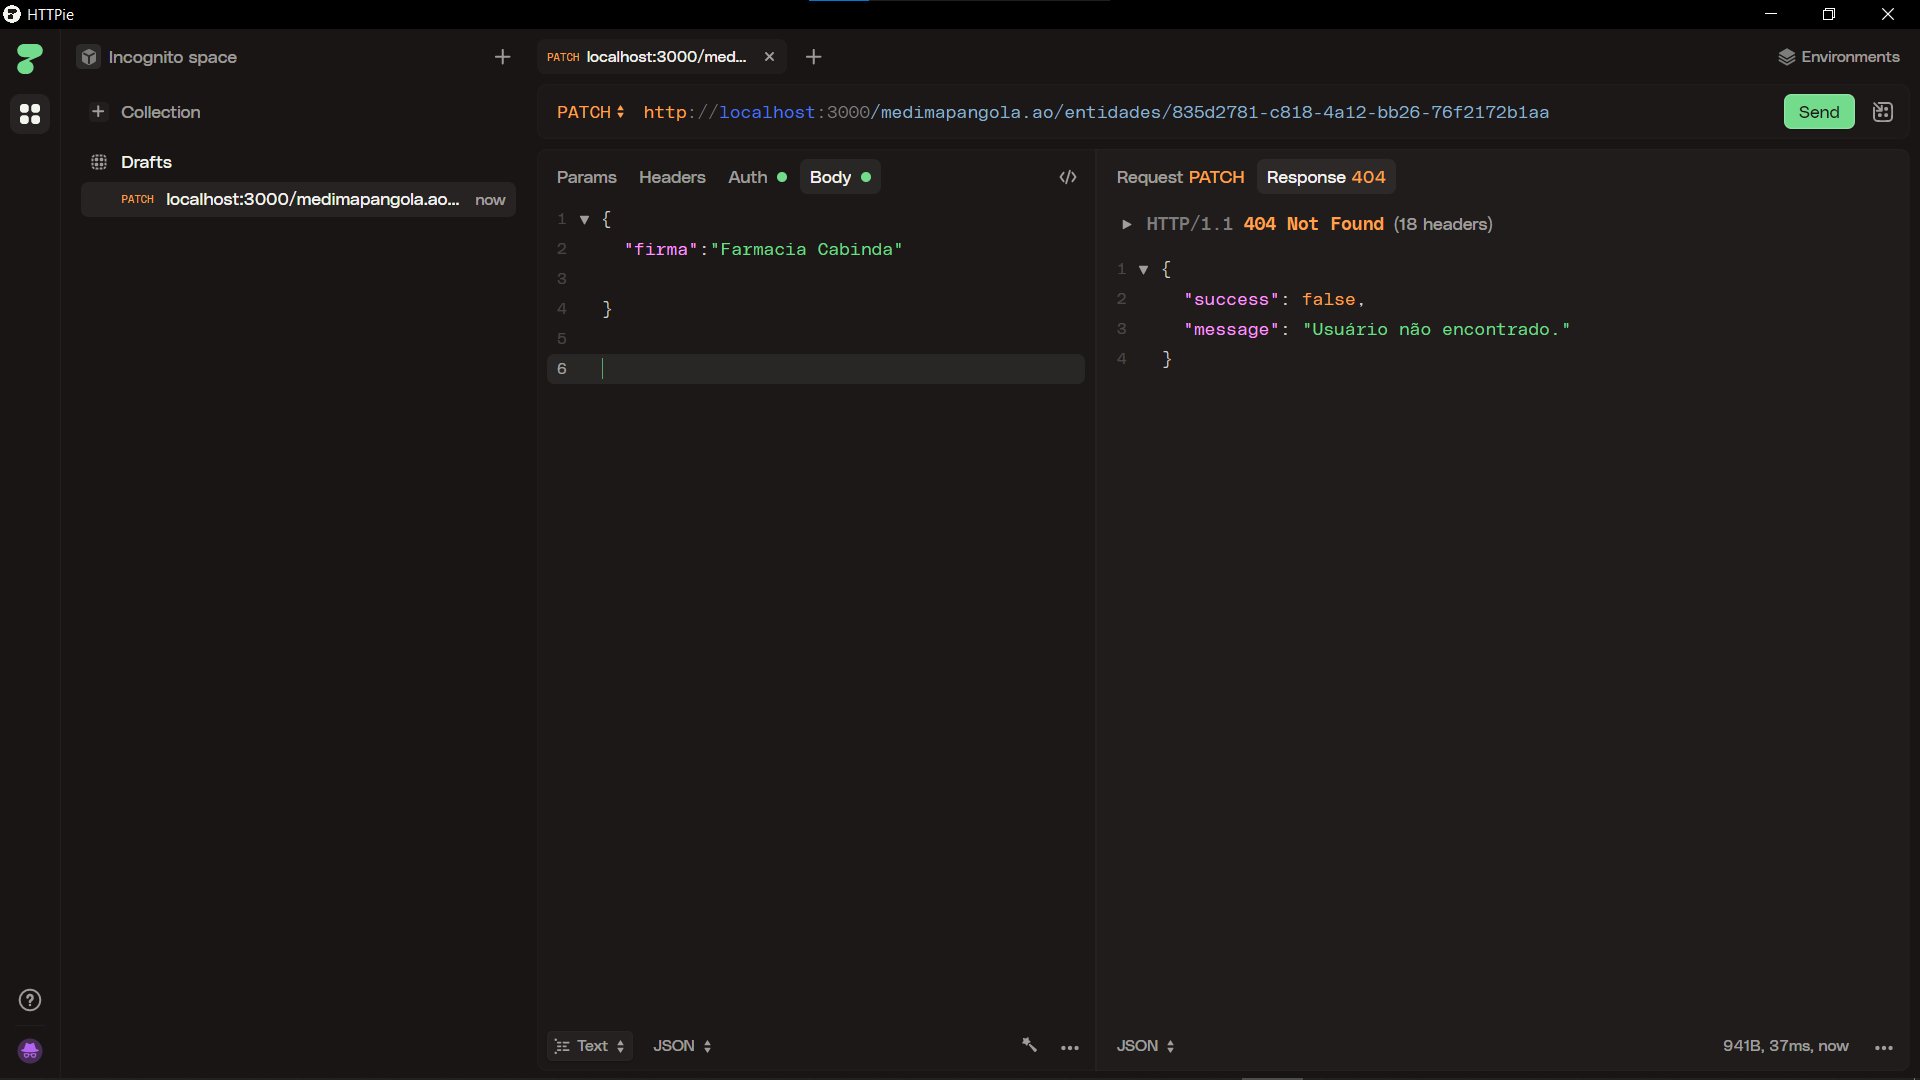 HTTPie
Incognito space
PATCH localhost:3000/med...
Environments
Collection
PATCH http://localhost:3000/medimapangola.ao/entidades/835d2781-c818-4a12-bb26-76f2172b1aa
Send
Drafts
PATCH localhost:3000/medimapangola.ao... now
Params Headers Auth Body
1 {
2 "firma":"Farmacia Cabinda"
3
4 }
5
6
Text JSON
Request PATCH Response 404
HTTP/1.1 404 Not Found (18 headers)
1 {
2 "success": false,
3 "message": "Usuário não encontrado."
4 }
JSON
941B, 37ms, now